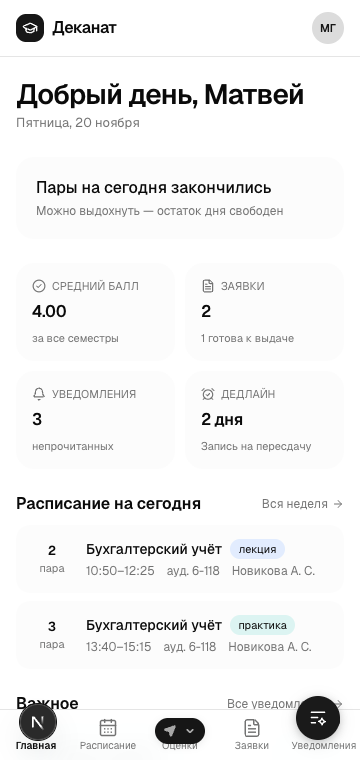 Деканат
МГ
Добрый день, Матвей
Пятница, 20 ноября
Пары на сегодня закончились
Можно выдохнуть — остаток дня свободен
СРЕДНИЙ БАЛЛ
4.00
за все семестры
ЗАЯВКИ
2
1 готова к выдаче
УВЕДОМЛЕНИЯ
3
непрочитанных
ДЕДЛАЙН
2 дня
Запись на пересдачу
Расписание на сегодня
Вся неделя →
2 пара
Бухгалтерский учёт лекция
10:50–12:25 ауд. 6-118 Новикова А. С.
3 пара
Бухгалтерский учёт практика
13:40–15:15 ауд. 6-118 Новикова А. С.
Важное
Все уведомл
N
Главная
Расписание
Оценки
Заявки
Уведомления